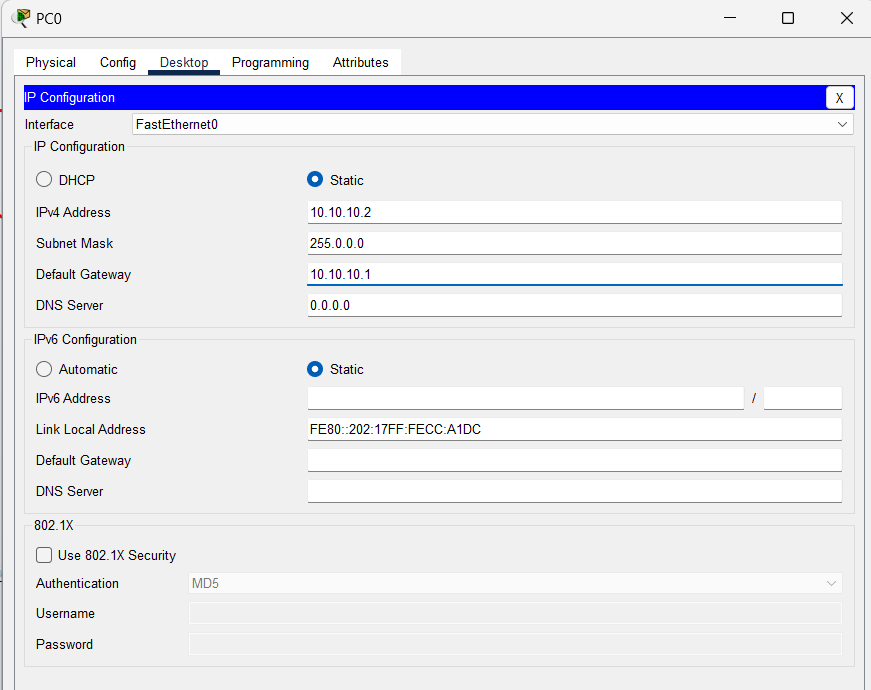 PC0
Physical Config Desktop Programming Attributes
IP Configuration X
Interface FastEthernet0
IP Configuration
DHCP Static
IPv4 Address 10.10.10.2
Subnet Mask 255.0.0.0
Default Gateway 10.10.10.1
DNS Server 0.0.0.0
IPv6 Configuration
Automatic Static
IPv6 Address /
Link Local Address FE80::202:17FF:FECC:A1DC
Default Gateway
DNS Server
802.1X
Use 802.1X Security
Authentication MD5
Username
Password